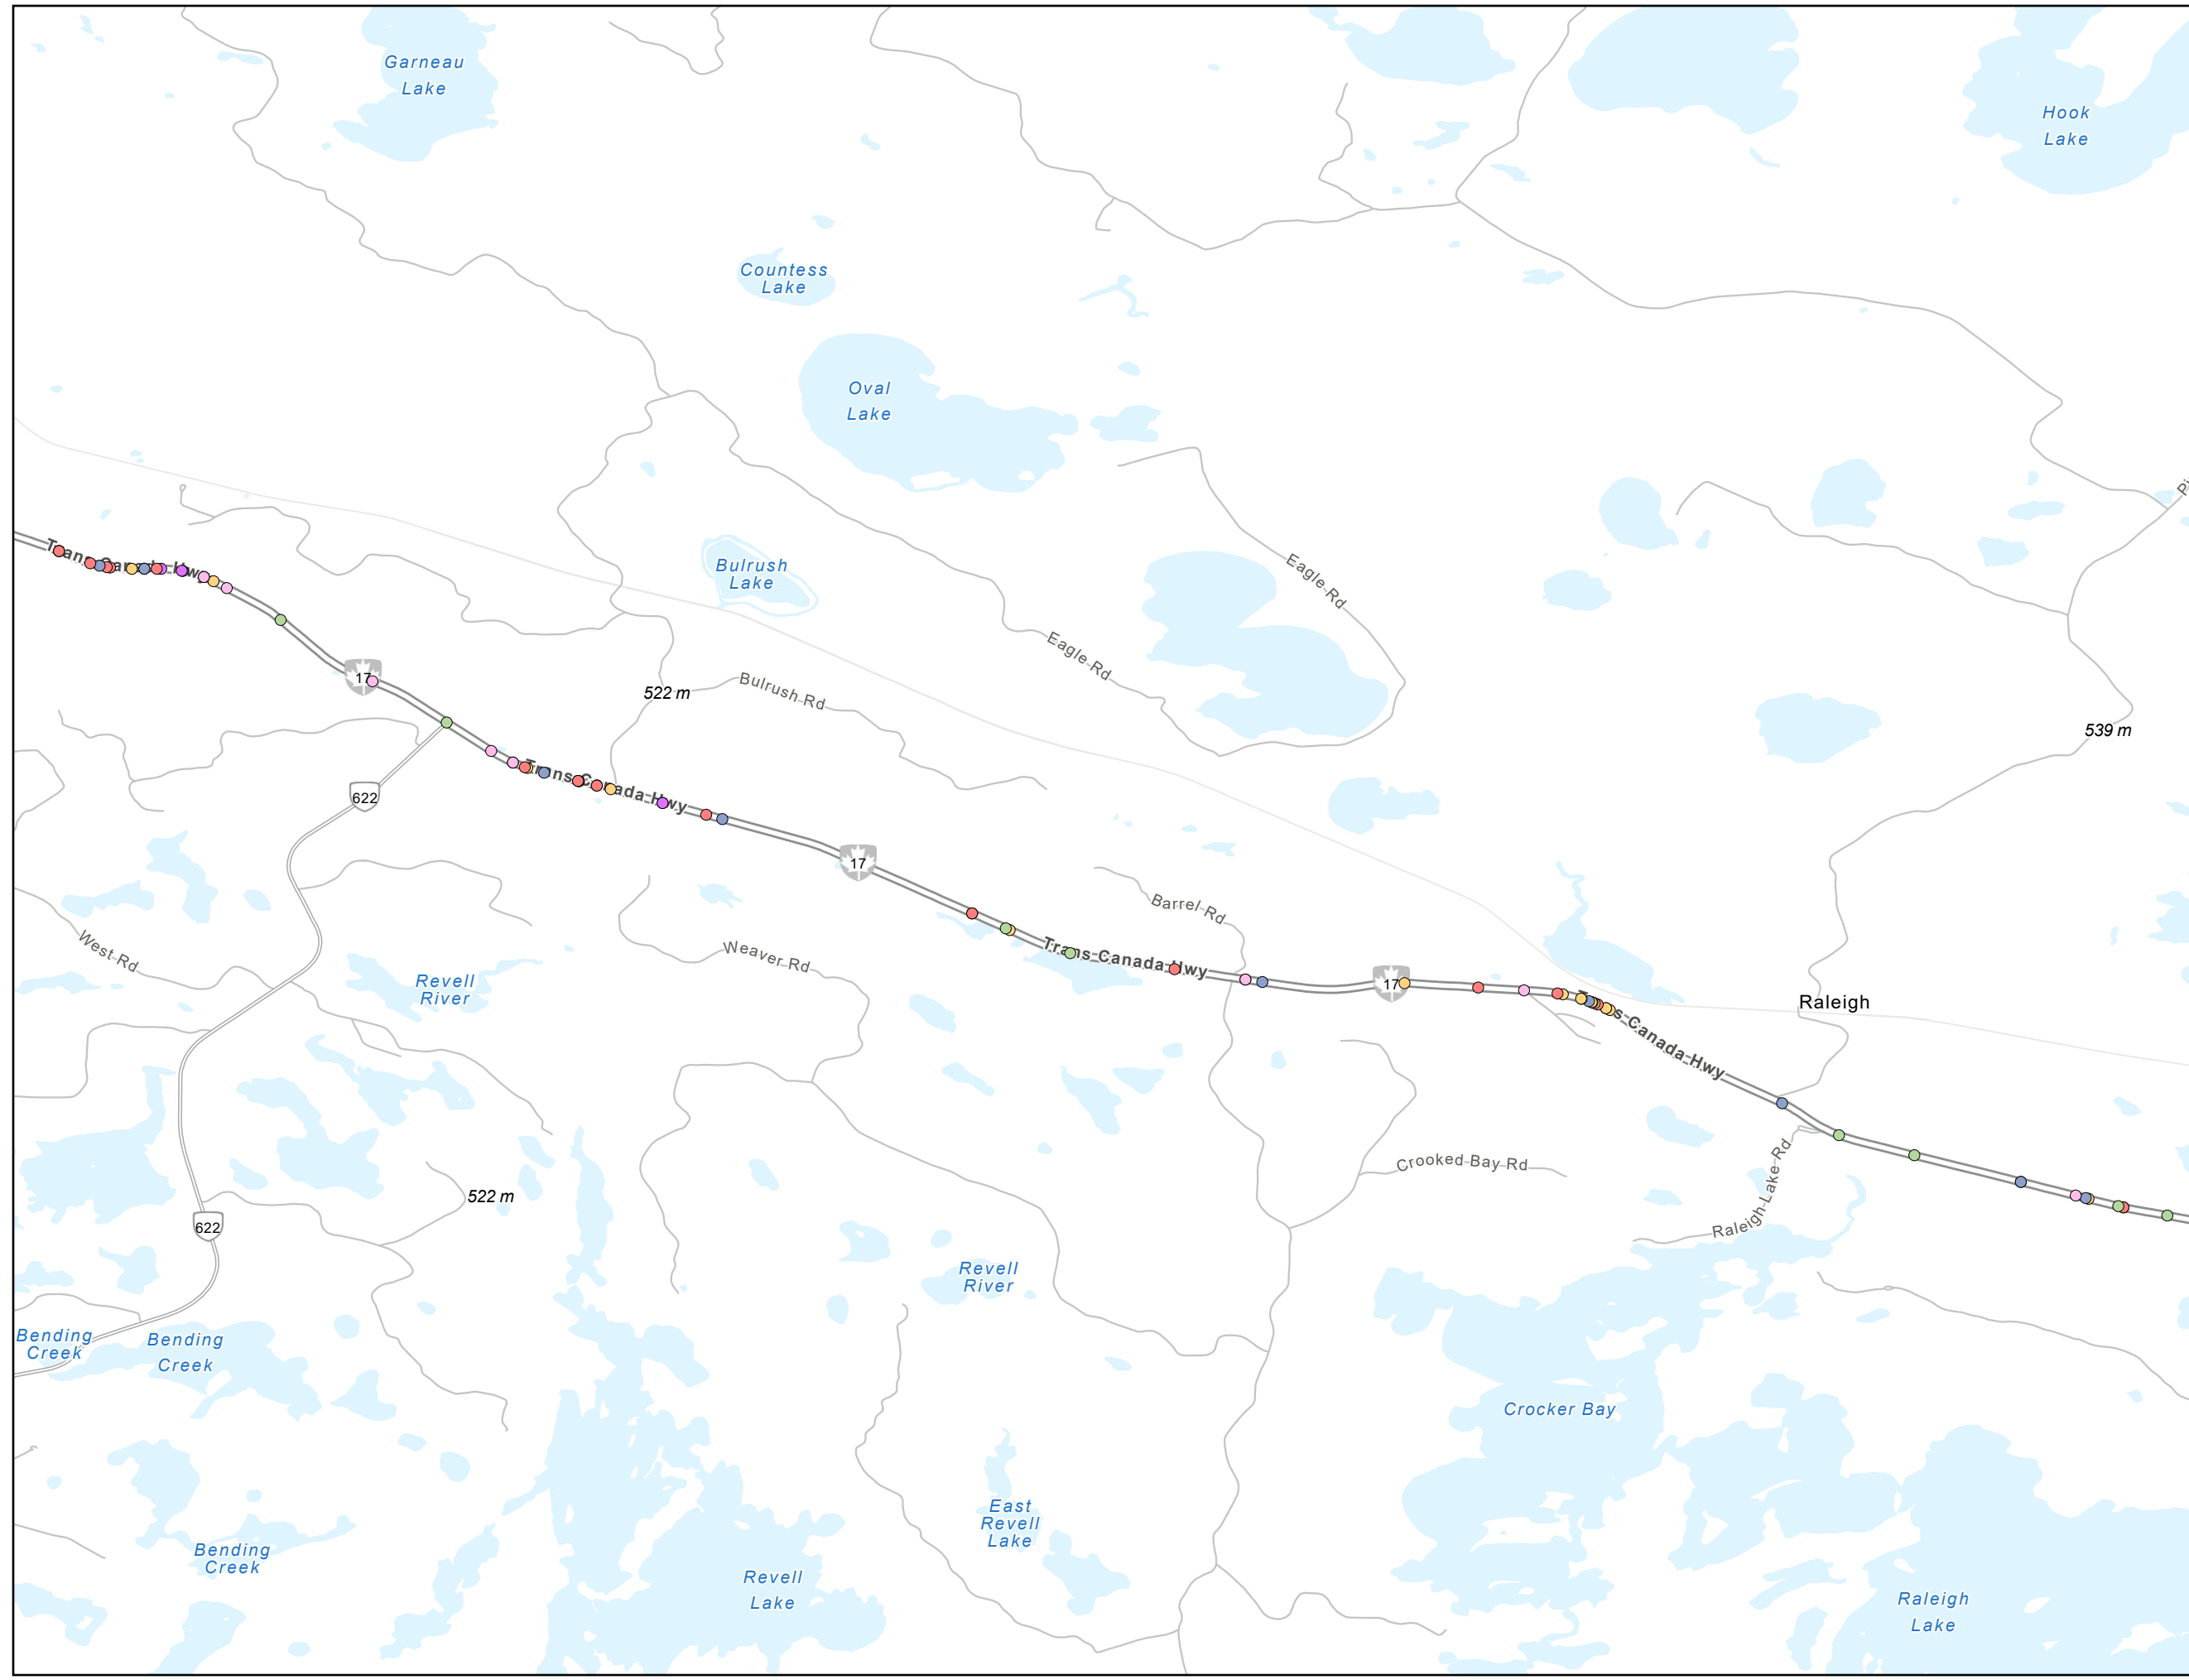 Garneau
Lake
Hook
Lake
Countess
Lake
Oval
Lake
Trans-Canada-Hwy
Bulrush
Lake
Eagle-Rd
Eagle-Rd
17
522 m
Bulrush Rd
539 m
Trans-Canada-Hwy
622
17
Barrel Rd
West-Rd
Weaver Rd
Trans-Canada-Hwy
Revell
River
17
Raleigh
Trans-Canada-Hwy
Crooked Bay Rd
Raleigh-Lake-Rd
522 m
622
Revell
River
Bending
Creek
Bending
Creek
Crocker Bay
East
Revell
Lake
Bending
Creek
Revell
Lake
Raleigh
Lake